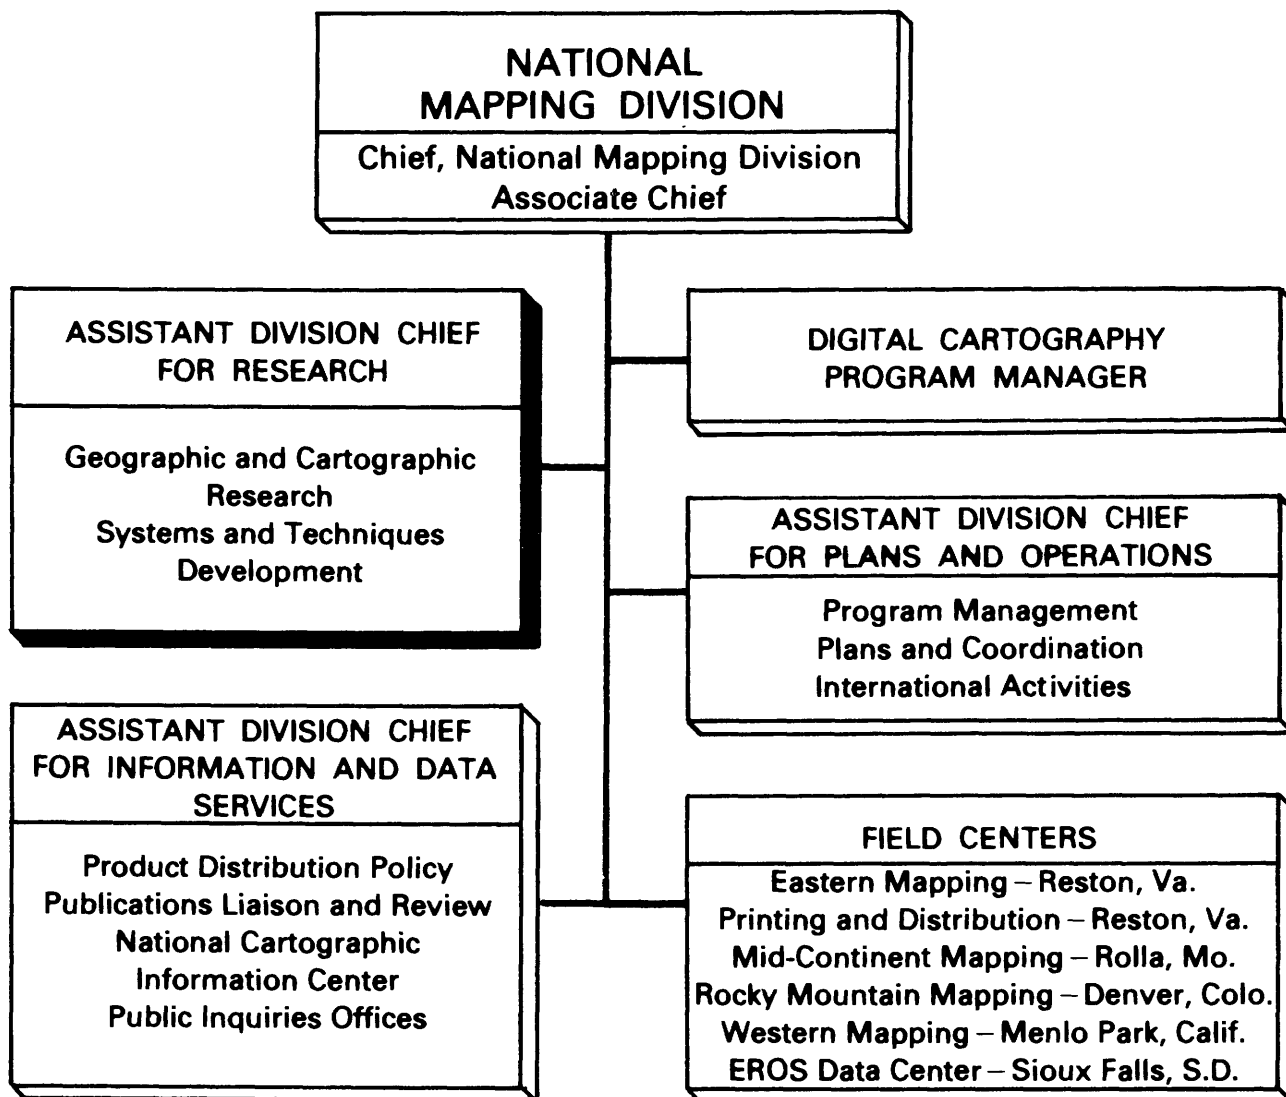 NATIONAL
MAPPING DIVISION
Chief, National Mapping Division
Associate Chief
ASSISTANT DIVISION CHIEF
FOR RESEARCH
Geographic and Cartographic
Research
Systems and Techniques
Development
DIGITAL CARTOGRAPHY
PROGRAM MANAGER
ASSISTANT DIVISION CHIEF
FOR PLANS AND OPERATIONS
Program Management
Plans and Coordination
International Activities
ASSISTANT DIVISION CHIEF
FOR INFORMATION AND DATA
SERVICES
Product Distribution Policy
Publications Liaison and Review
National Cartographic
Information Center
Public Inquiries Offices
FIELD CENTERS
Eastern Mapping – Reston, Va.
Printing and Distribution – Reston, Va.
Mid-Continent Mapping – Rolla, Mo.
Rocky Mountain Mapping – Denver, Colo.
Western Mapping – Menlo Park, Calif.
EROS Data Center – Sioux Falls, S.D.